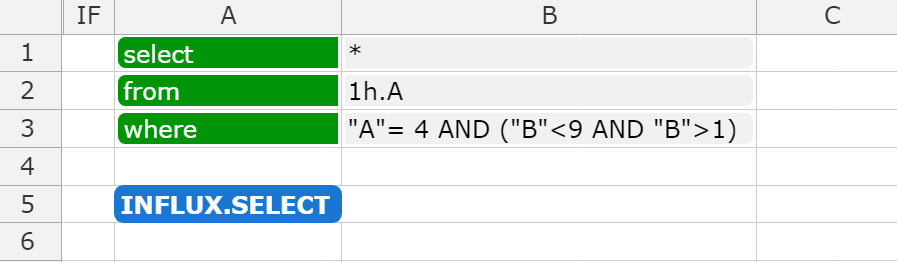 IF A B C
1 select *
2 from 1h.A
3 where "A"= 4 AND ("B"<9 AND "B">1)
4
5 INFLUX.SELECT
6